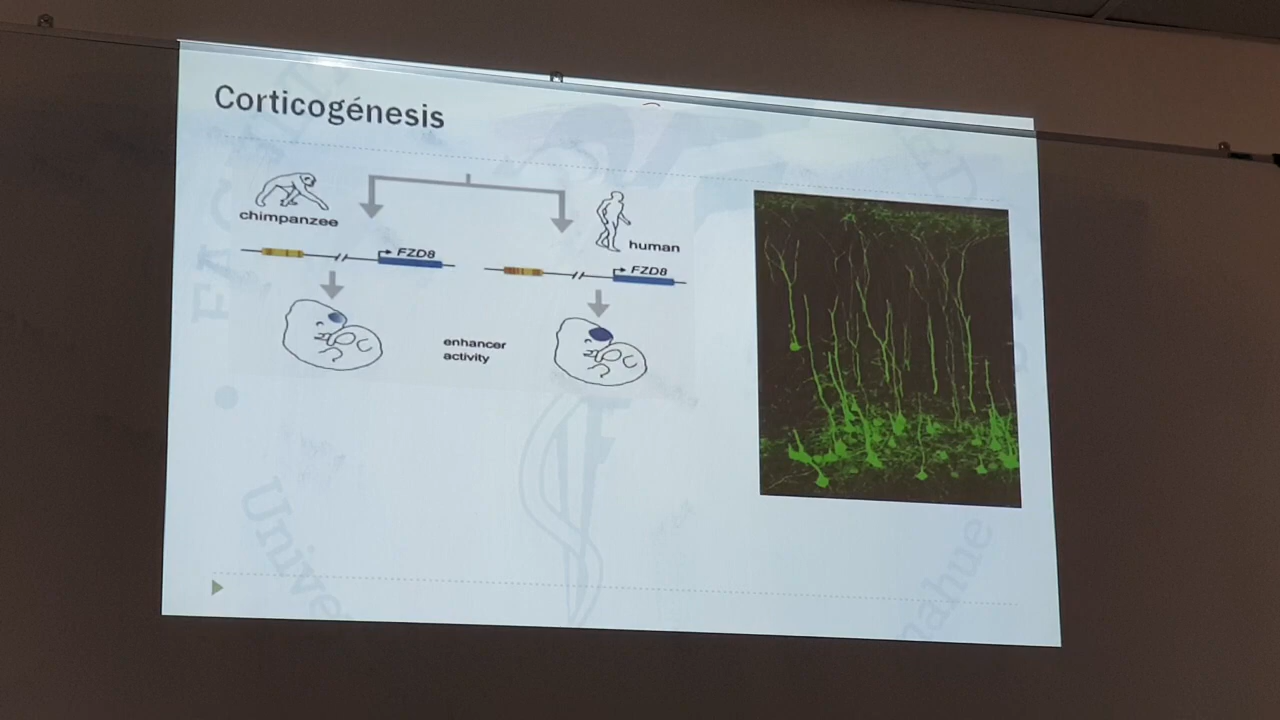 Corticogénesis
chimpanzee
human
FZD8
FZD8
enhancer
activity